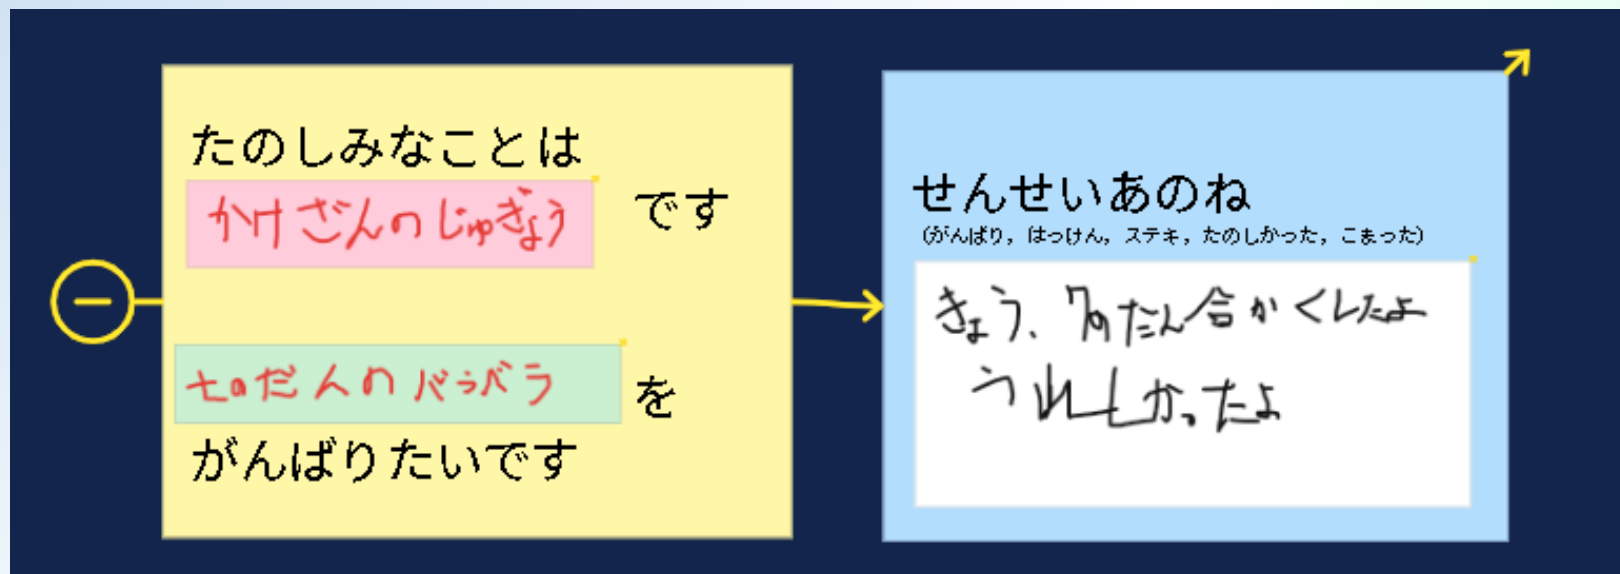 たのしみなことは
かけざんのじゅぎょう です
七のだんのバラバラ を
がんばりたいです
せんせいあのね
(がんばり, はっけん, ステキ, たのしかった, こまった)
きょう、7のだん合かくしたよ
うれしかったよ